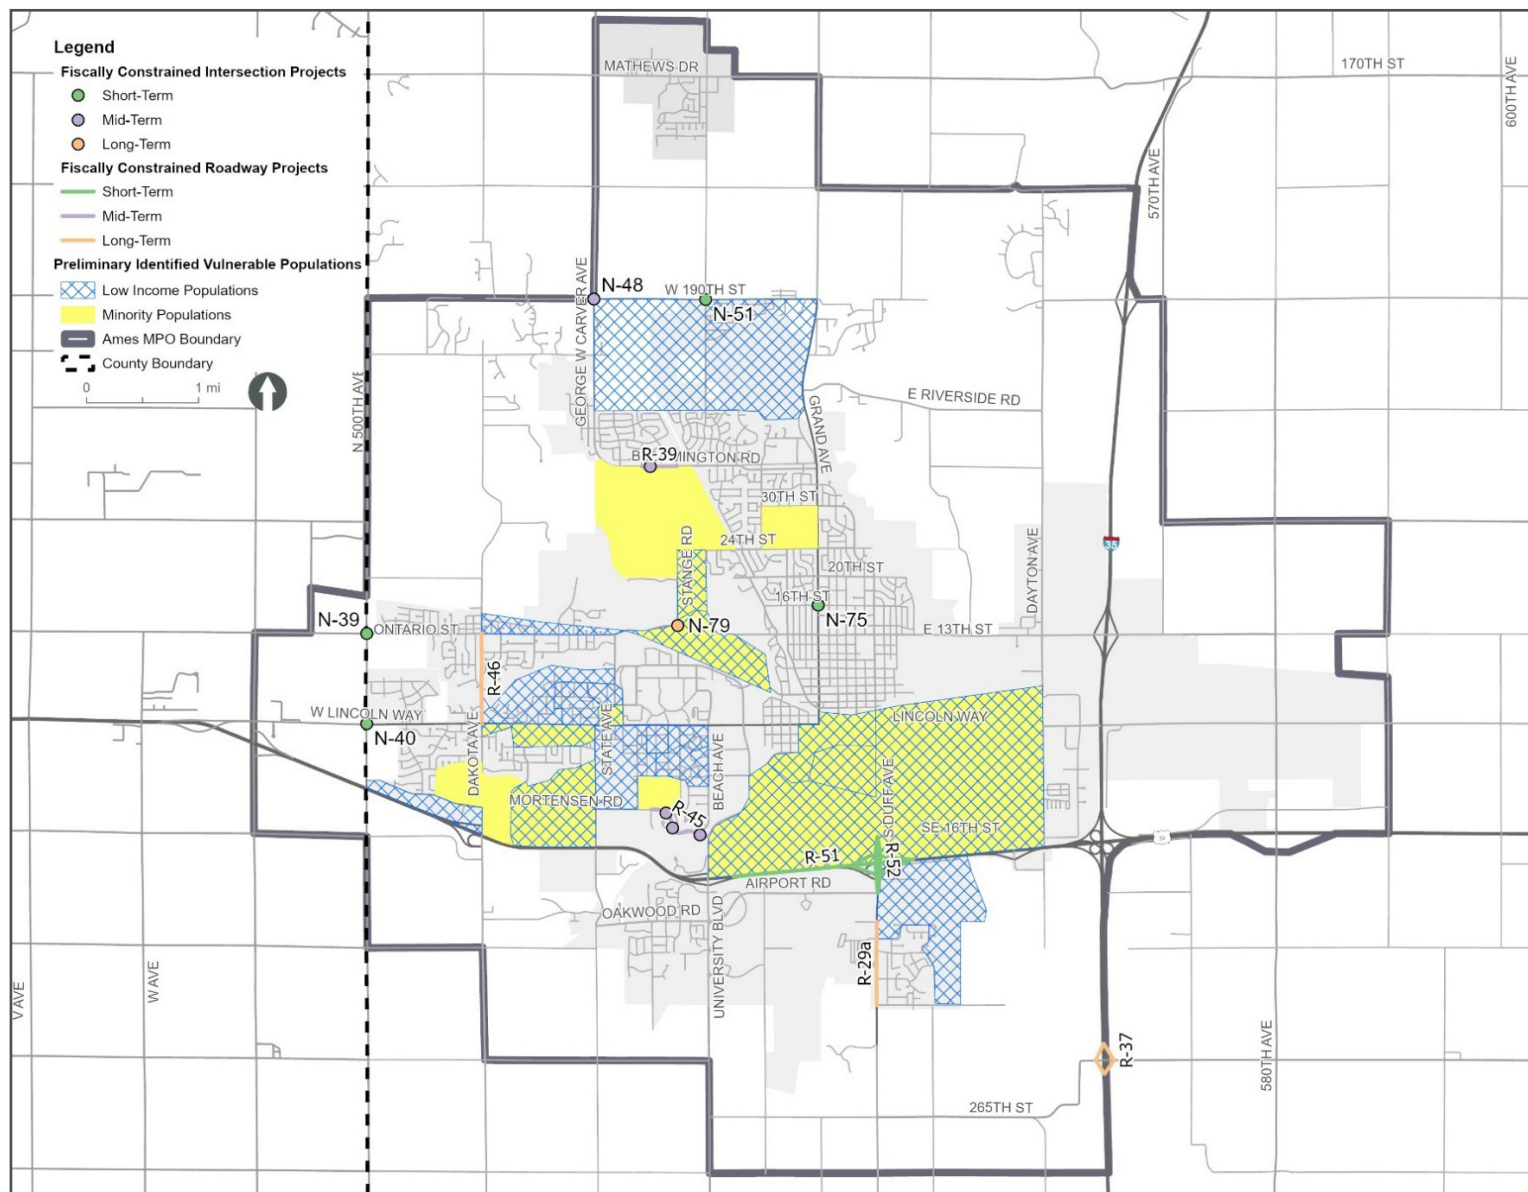 Legend
Fiscally Constrained Intersection Projects
Short-Term
Mid-Term
Long-Term
Fiscally Constrained Roadway Projects
Short-Term
Mid-Term
Long-Term
Preliminary Identified Vulnerable Populations
Low Income Populations
Minority Populations
Ames MPO Boundary
County Boundary
0 1 mi
MATHEWS DR
170TH ST
600TH AVE
570TH AVE
N-48
W 190TH ST
N-51
GEORGE W CARVER AVE
N 500TH AVE
E RIVERSIDE RD
GRAND AVE
R-39
MINGTON RD
30TH ST
24TH ST
STANGE RD
20TH ST
35
DAYTON AVE
16TH ST
N-39
ONTARIO ST
N-79
N-75
E 13TH ST
R-46
W LINCOLN WAY
N-40
LINCOLN WAY
DAKOTA AVE
STATE AVE
BEACH AVE
S DUFF AVE
MORTENSEN RD
R-45
SE 16TH ST
R-51
R-52
AIRPORT RD
OAKWOOD RD
UNIVERSITY BLVD
R-29a
V AVE
W AVE
R-37
580TH AVE
265TH ST